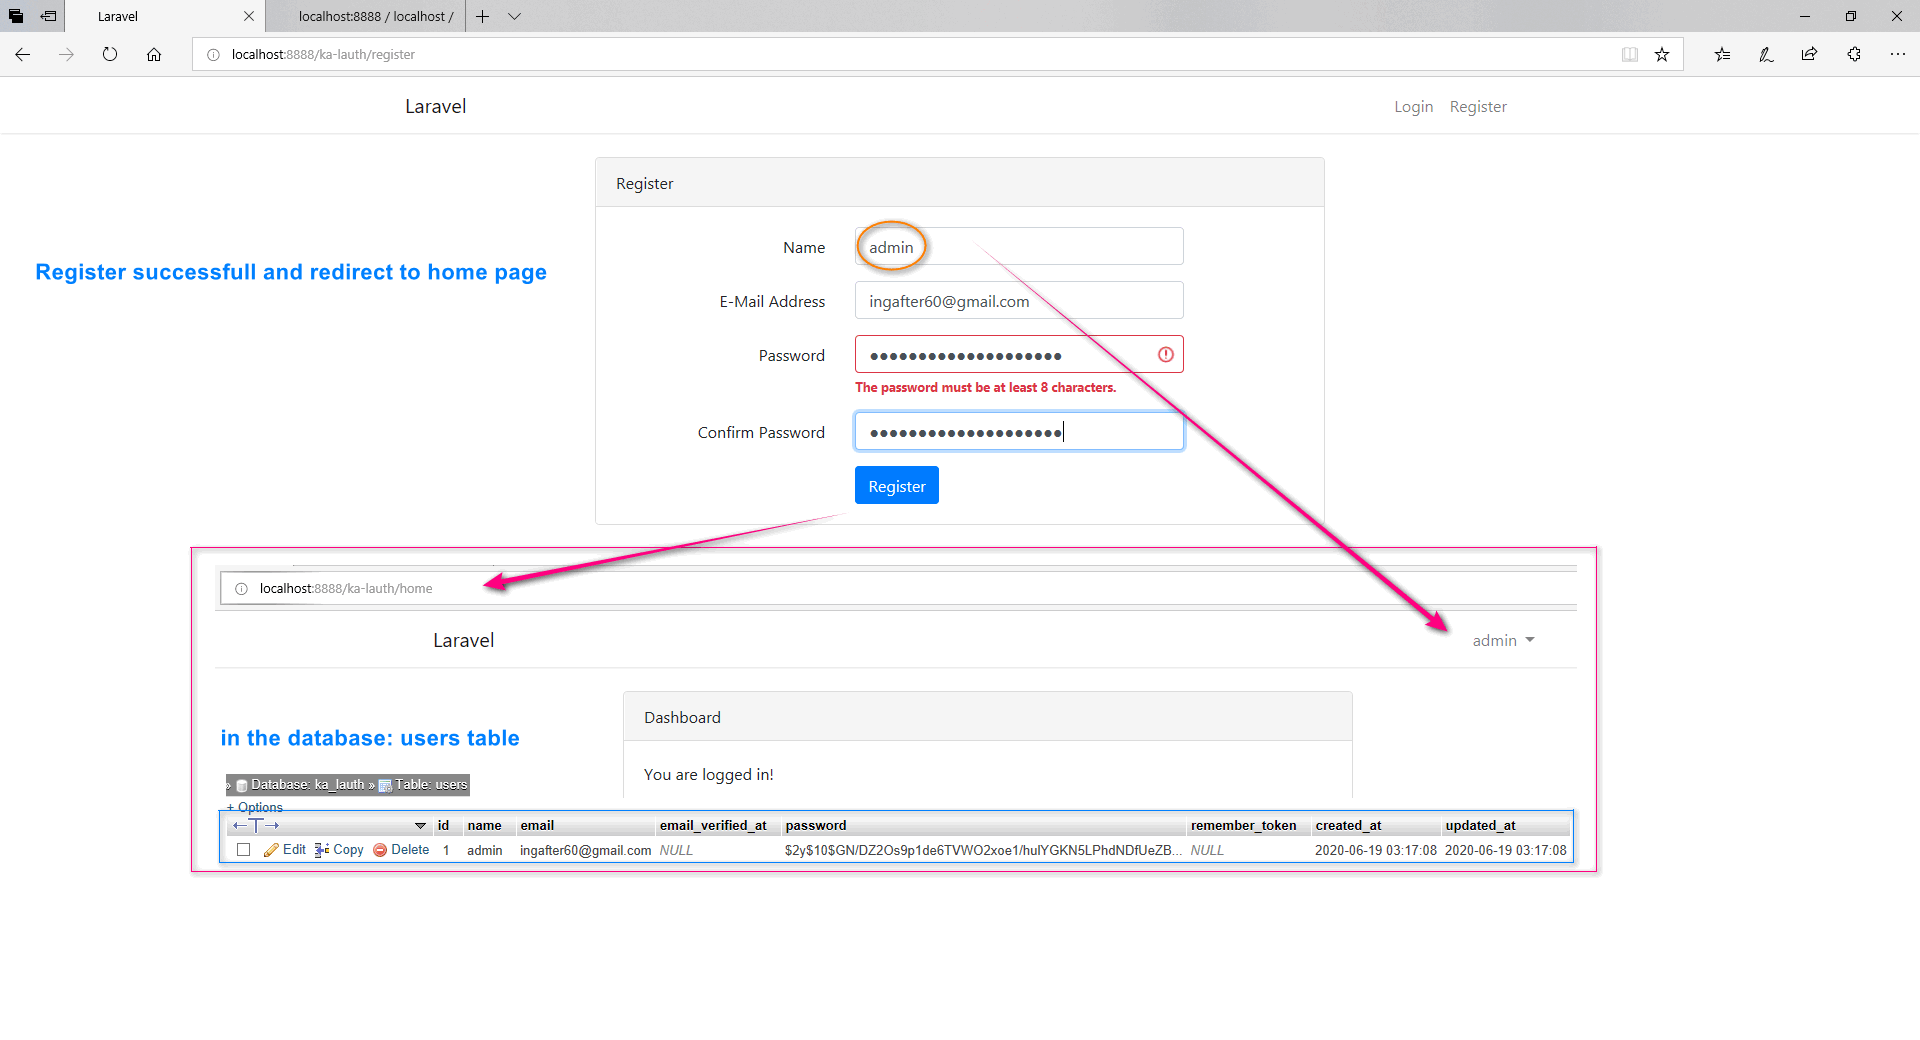 Laravel
localhost:8888 / localhost /
localhost:8888/ka-lauth/register
Laravel
Login Register
Register
Name admin
Register successfull and redirect to home page
E-Mail Address ingafter60@gmail.com
Password ●●●●●●●●●●●●●●●●●●●●
The password must be at least 8 characters.
Confirm Password ●●●●●●●●●●●●●●●●●●●●
Register
localhost:8888/ka-lauth/home
Laravel
admin
Dashboard
in the database: users table
You are logged in!
» Database: ka_lauth » Table: users
+ Options
←T→ id name email email_verified_at password remember_token created_at updated_at
Edit Copy Delete 1 admin ingafter60@gmail.com NULL $2y$10$GN/DZ2Os9p1de6TVWO2xoe1/hulYGKN5LPhdNDfUeZB... NULL 2020-06-19 03:17:08 2020-06-19 03:17:08